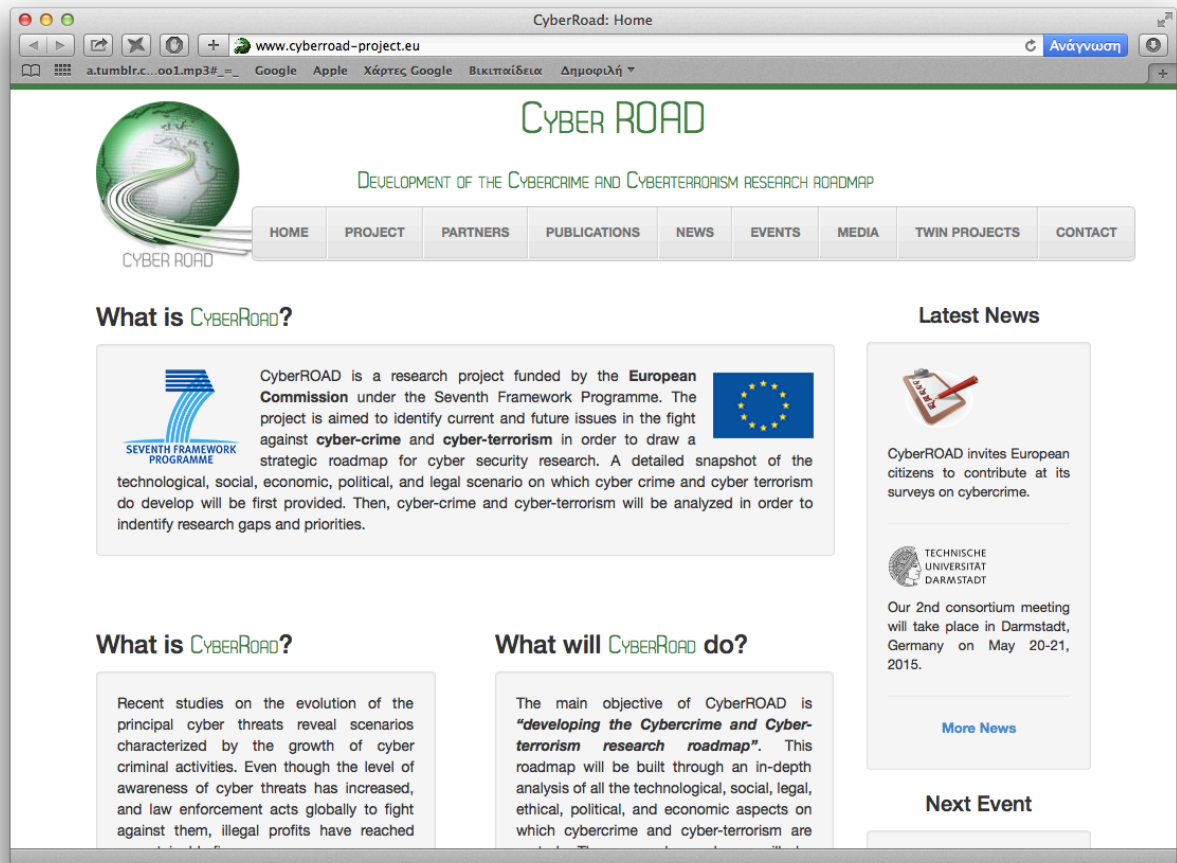 CyberRoad: Home
www.cyberroad-project.eu
Ανάγνωση
a.tumblr.c...oo1.mp3#_=_ Google Apple Χάρτες Google Βικιπαίδεια Δημοφιλή
CYBER ROAD
DEVELOPMENT OF THE CYBERCRIME AND CYBERTERRORISM RESEARCH ROADMAP
CYBER ROAD
HOME PROJECT PARTNERS PUBLICATIONS NEWS EVENTS MEDIA TWIN PROJECTS CONTACT
What is CYBERROAD?
SEVENTH FRAMEWORK
PROGRAMME
CyberROAD is a research project funded by the European
Commission under the Seventh Framework Programme. The
project is aimed to identify current and future issues in the fight
against cyber-crime and cyber-terrorism in order to draw a
strategic roadmap for cyber security research. A detailed snapshot of the
technological, social, economic, political, and legal scenario on which cyber crime and cyber terrorism
do develop will be first provided. Then, cyber-crime and cyber-terrorism will be analyzed in order to
indentify research gaps and priorities.
What is CYBERROAD?
Recent studies on the evolution of the
principal cyber threats reveal scenarios
characterized by the growth of cyber
criminal activities. Even though the level of
awareness of cyber threats has increased,
and law enforcement acts globally to fight
against them, illegal profits have reached
What will CYBERROAD do?
The main objective of CyberROAD is
"developing the Cybercrime and Cyber-
terrorism research roadmap". This
roadmap will be built through an in-depth
analysis of all the technological, social, legal,
ethical, political, and economic aspects on
which cybercrime and cyber-terrorism are
Latest News
CyberROAD invites European
citizens to contribute at its
surveys on cybercrime.
TECHNISCHE
UNIVERSITÄT
DARMSTADT
Our 2nd consortium meeting
will take place in Darmstadt,
Germany on May 20-21,
2015.
More News
Next Event